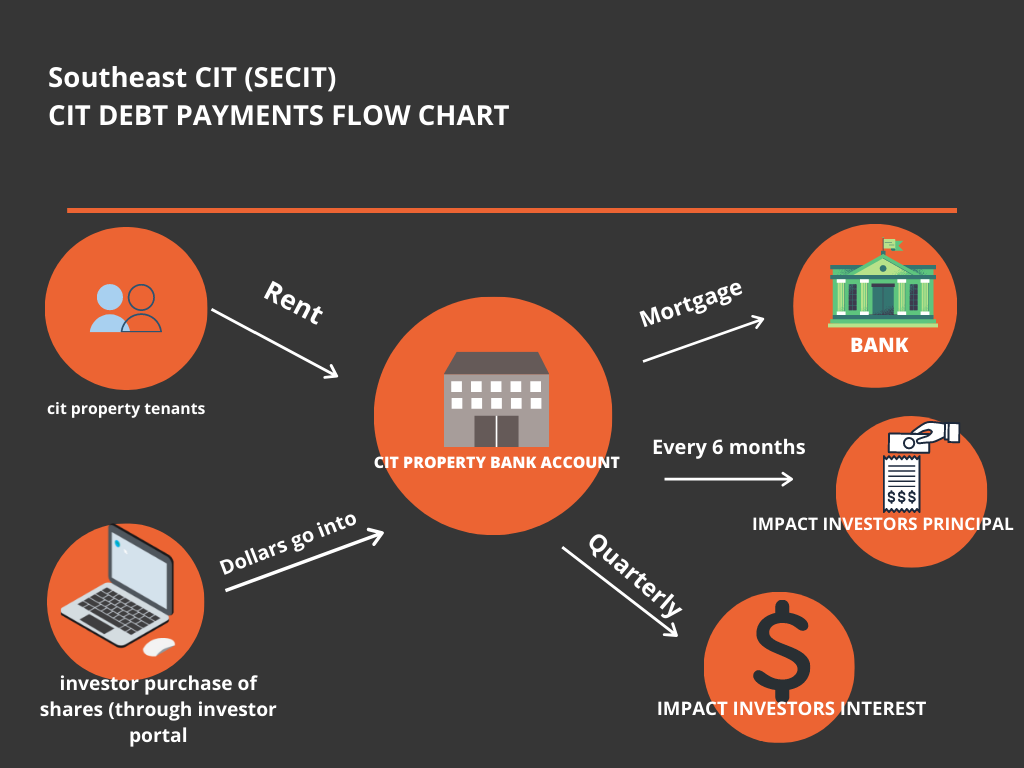 Southeast CIT (SECIT)
CIT DEBT PAYMENTS FLOW CHART
Rent
cit property tenants
Mortgage
BANK
CIT PROPERTY BANK ACCOUNT
Every 6 months
$$$
IMPACT INVESTORS PRINCIPAL
Dollars go into
investor purchase of
shares (through investor
portal
Quarterly
$
IMPACT INVESTORS INTEREST